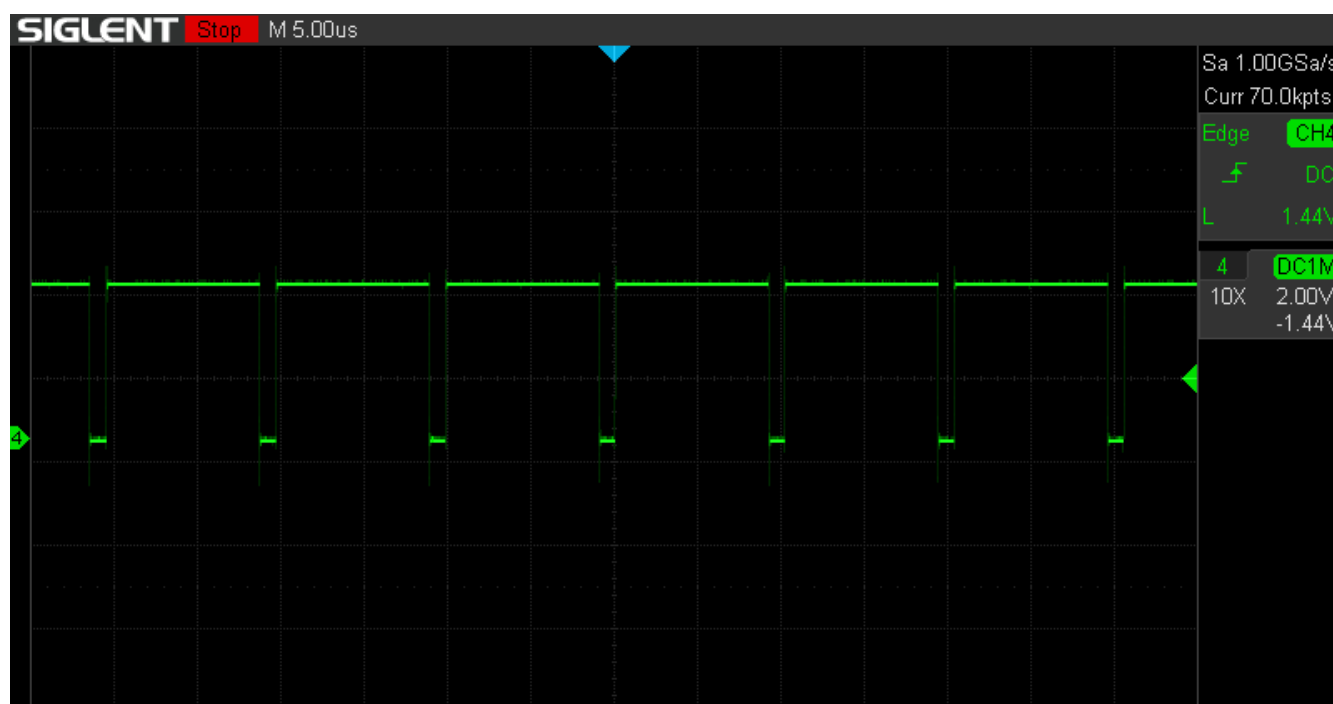 SIGLENT Stop M 5.00us
Sa 1.00GSa/s
Curr 70.0kpts
Edge CH4
DC
L 1.44V
4 DC1M
10X 2.00V
-1.44V
4